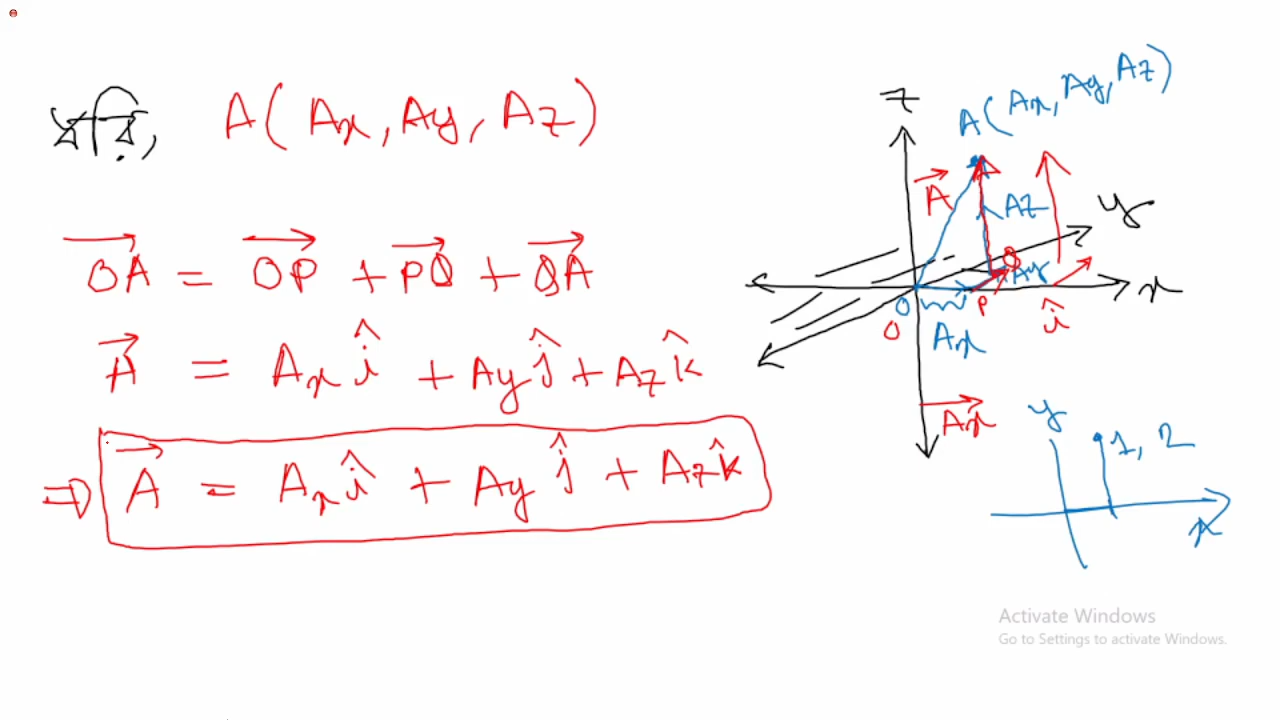 ধরি, A(Ax, Ay, Az)
→OA = →OP + →PQ + →QA
→A = Ax î + Ay ĵ + Az k̂
⇒ →A = Ax î + Ay ĵ + Az k̂
z
A(Ax, Ay, Az)
→A
Az
y
Q
Ay
x
O
P
î
O
Ax
→Ax
y
1, 2
x
Activate Windows
Go to Settings to activate Windows.